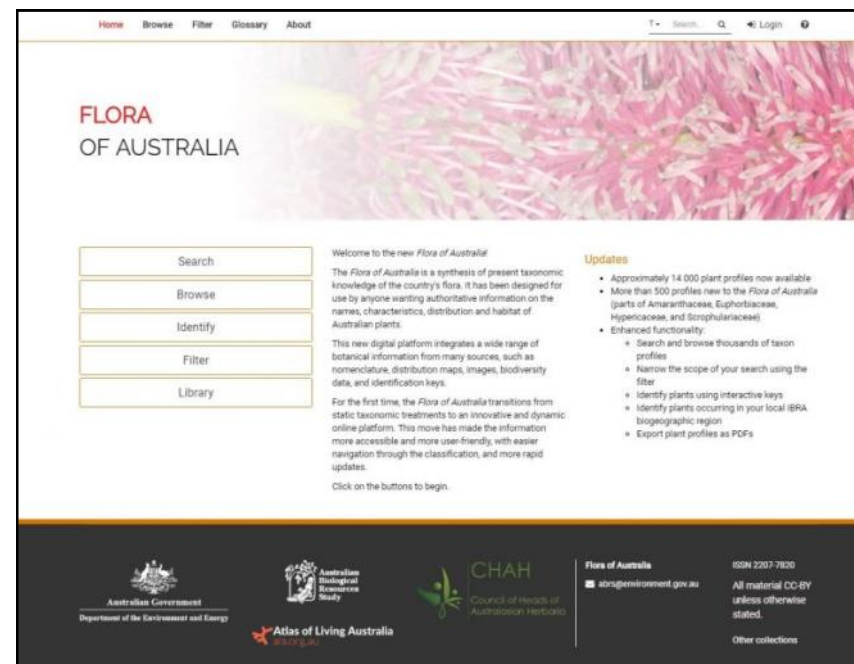 Home Browse Filter Glossary About
T Search... Login
FLORA
OF AUSTRALIA
Search
Browse
Identify
Filter
Library
Welcome to the new Flora of Australia!
The Flora of Australia is a synthesis of present taxonomic
knowledge of the country's flora. It has been designed for
use by anyone wanting authoritative information on the
names, characteristics, distribution and habitat of
Australian plants.
This new digital platform integrates a wide range of
botanical information from many sources, such as
nomenclature, distribution maps, images, biodiversity
data, and identification keys.
For the first time, the Flora of Australia transitions from
static taxonomic treatments to an innovative and dynamic
online platform. This move has made the information
more accessible and more user-friendly, with easier
navigation through the classification, and more rapid
updates.
Click on the buttons to begin.
Updates
Approximately 14 000 plant profiles now available
More than 500 profiles new to the Flora of Australia
(parts of Amaranthaceae, Euphorbiaceae,
Hypericaceae, and Scrophulariaceae).
Enhanced functionality:
Search and browse thousands of taxon
profiles
Narrow the scope of your search using the
filter
Identify plants using interactive keys
Identify plants occurring in your local IBRA
biogeographic region
Export plant profiles as PDFs
Australian Government
Department of the Environment and Energy
Australian
Biological
Resources
Study
Atlas of Living Australia
ala.org.au
CHAH
Council of Heads of
Australasian Herbaria
Flora of Australia
abrs@environment.gov.au
ISSN 2207-7820
All material CC-BY
unless otherwise
stated.
Other collections